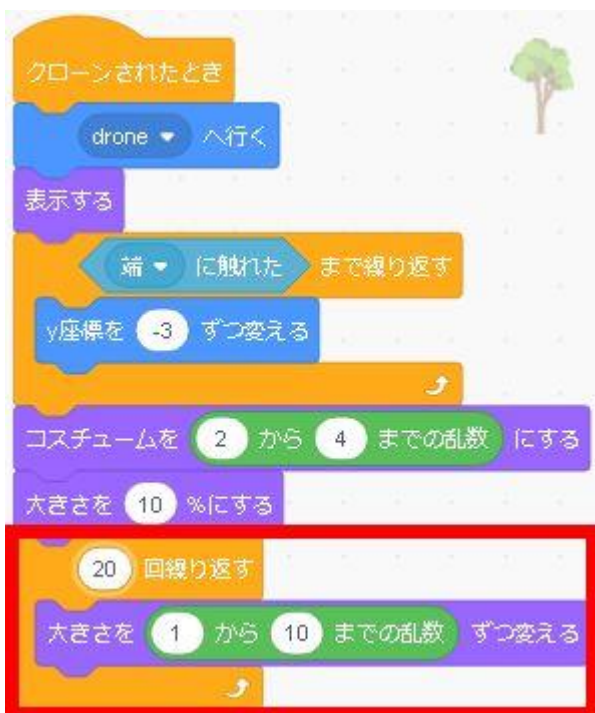 クローンされたとき
drone へ行く
表示する
端 に触れた まで繰り返す
y座標を -3 ずつ変える
コスチュームを 2 から 4 までの乱数 にする
大きさを 10 %にする
20 回繰り返す
大きさを 1 から 10 までの乱数 ずつ変える